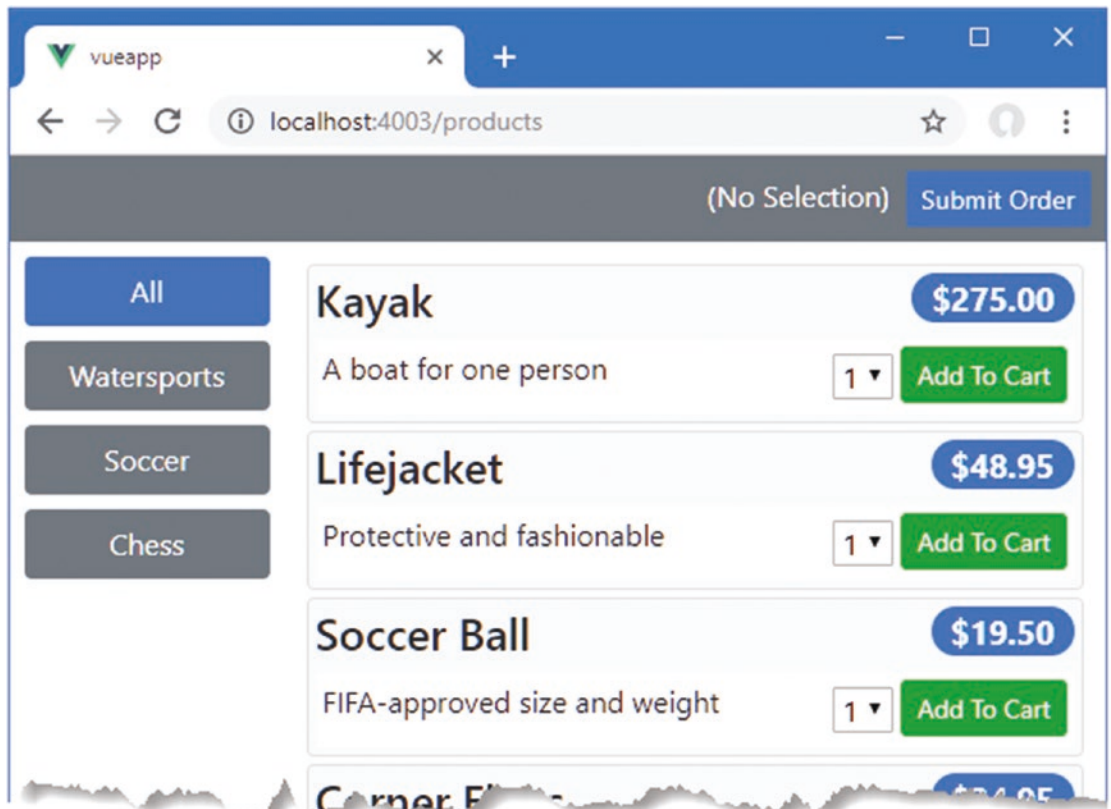 vueapp
localhost:4003/products
(No Selection) Submit Order
All
Watersports
Soccer
Chess
Kayak $275.00
A boat for one person 1 Add To Cart
Lifejacket $48.95
Protective and fashionable 1 Add To Cart
Soccer Ball $19.50
FIFA-approved size and weight 1 Add To Cart
Corner